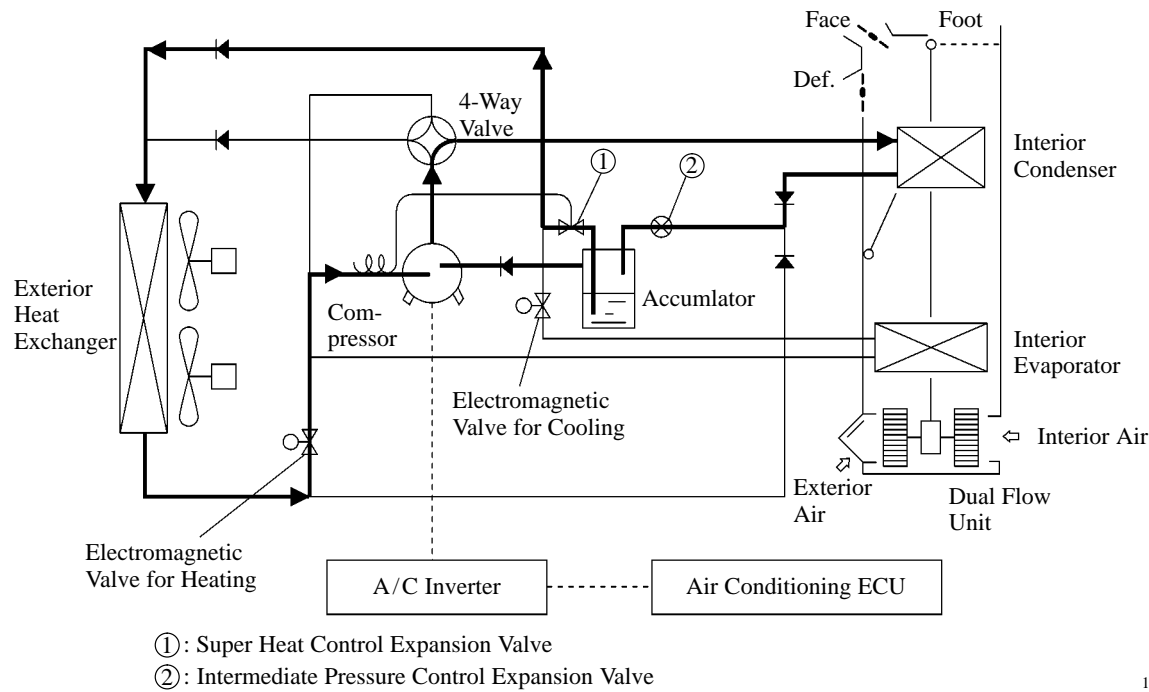 Face
Foot
Def.
4-Way
Valve
①
②
Interior
Condenser
Exterior
Heat
Exchanger
Com-
pressor
Accumlator
Interior
Evaporator
Electromagnetic
Valve for Cooling
Interior Air
Exterior
Air
Dual Flow
Unit
Electromagnetic
Valve for Heating
A/C Inverter
Air Conditioning ECU
①: Super Heat Control Expansion Valve
②: Intermediate Pressure Control Expansion Valve
1